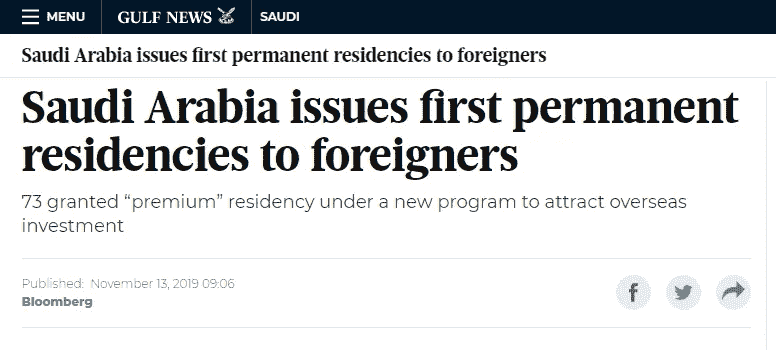 MENU GULF NEWS SAUDI
Saudi Arabia issues first permanent residencies to foreigners
Saudi Arabia issues first permanent
residencies to foreigners
73 granted “premium” residency under a new program to attract overseas
investment
Published: November 13, 2019 09:06
Bloomberg